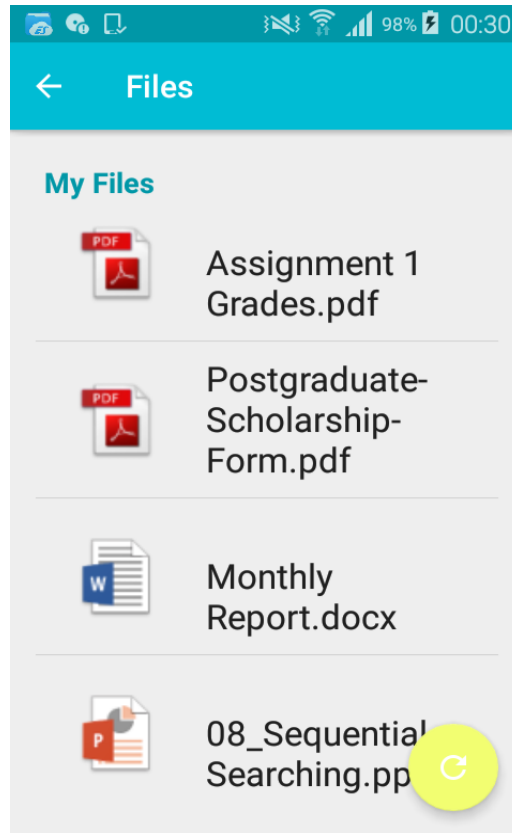 98% 00:30
Files
My Files
PDF
Assignment 1
Grades.pdf
PDF
Postgraduate-
Scholarship-
Form.pdf
W
Monthly
Report.docx
P
08_Sequential
Searching.pp